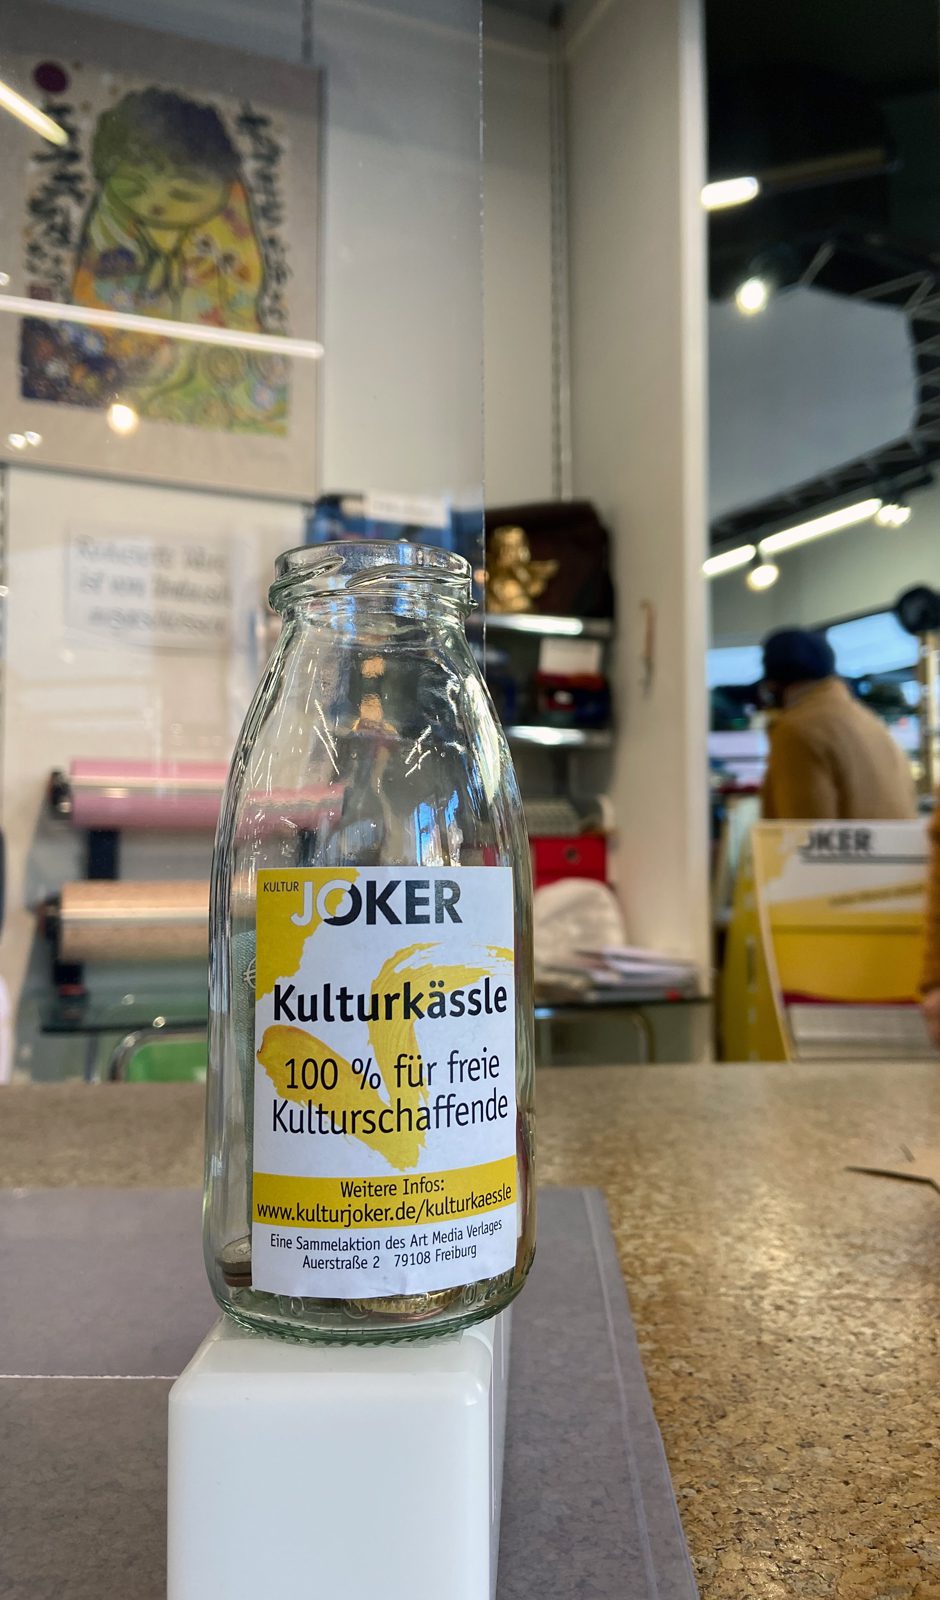 KULTUR JOKER
Kulturkässle
100 % für freie
Kulturschaffende
Weitere Infos:
www.kulturjoker.de/kulturkaessle
Eine Sammelaktion des Art Media Verlages
Auerstraße 2 79108 Freiburg
JOKER